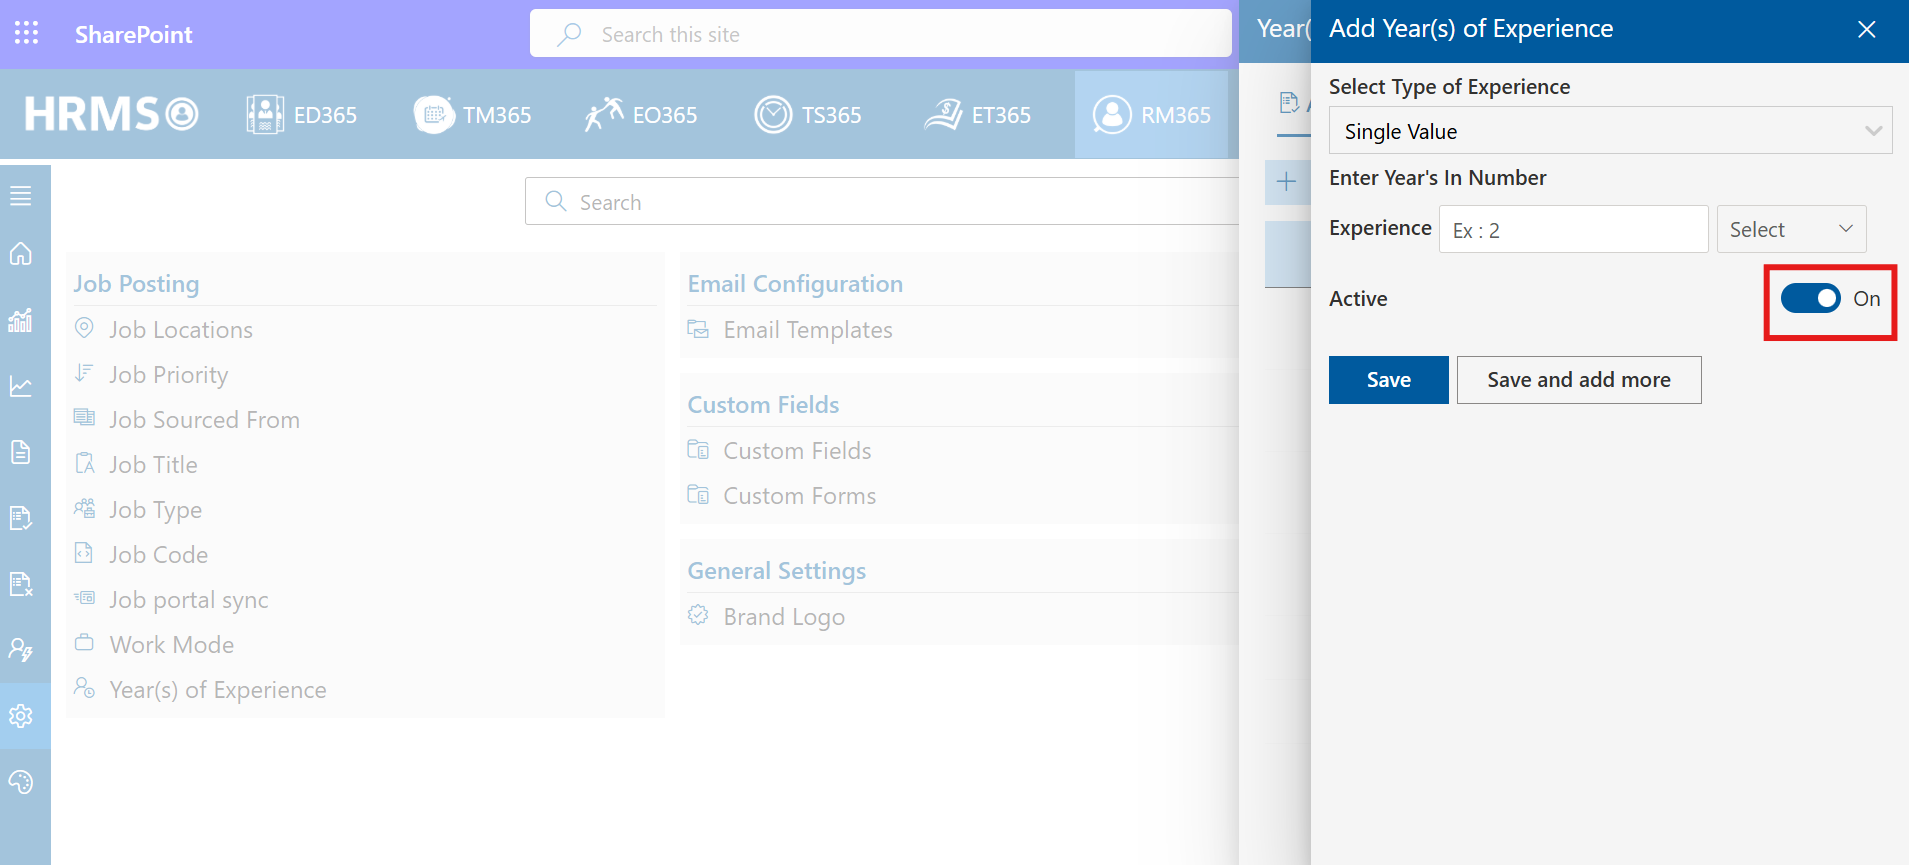 SharePoint
Search this site
Year(
Add Year(s) of Experience
HRMS
ED365
TM365
EO365
TS365
ET365
RM365
Select Type of Experience
Single Value
Enter Year's In Number
Experience
Ex : 2
Select
Active
On
Save
Save and add more
Search
Job Posting
Job Locations
Job Priority
Job Sourced From
Job Title
Job Type
Job Code
Job portal sync
Work Mode
Year(s) of Experience
Email Configuration
Email Templates
Custom Fields
Custom Fields
Custom Forms
General Settings
Brand Logo